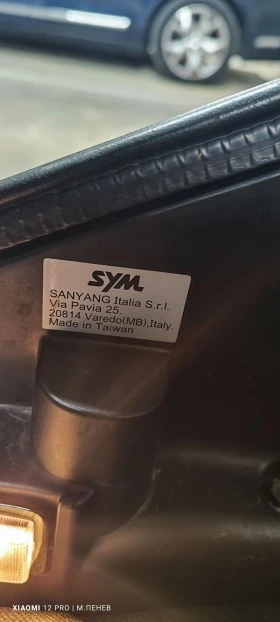 SYM
SANYANG Italia S.r.l.
Via Pavia 25,
20814 Varedo(MB),Italy.
Made in Taiwan
XIAOMI 12 PRO | М.ПЕНЕВ